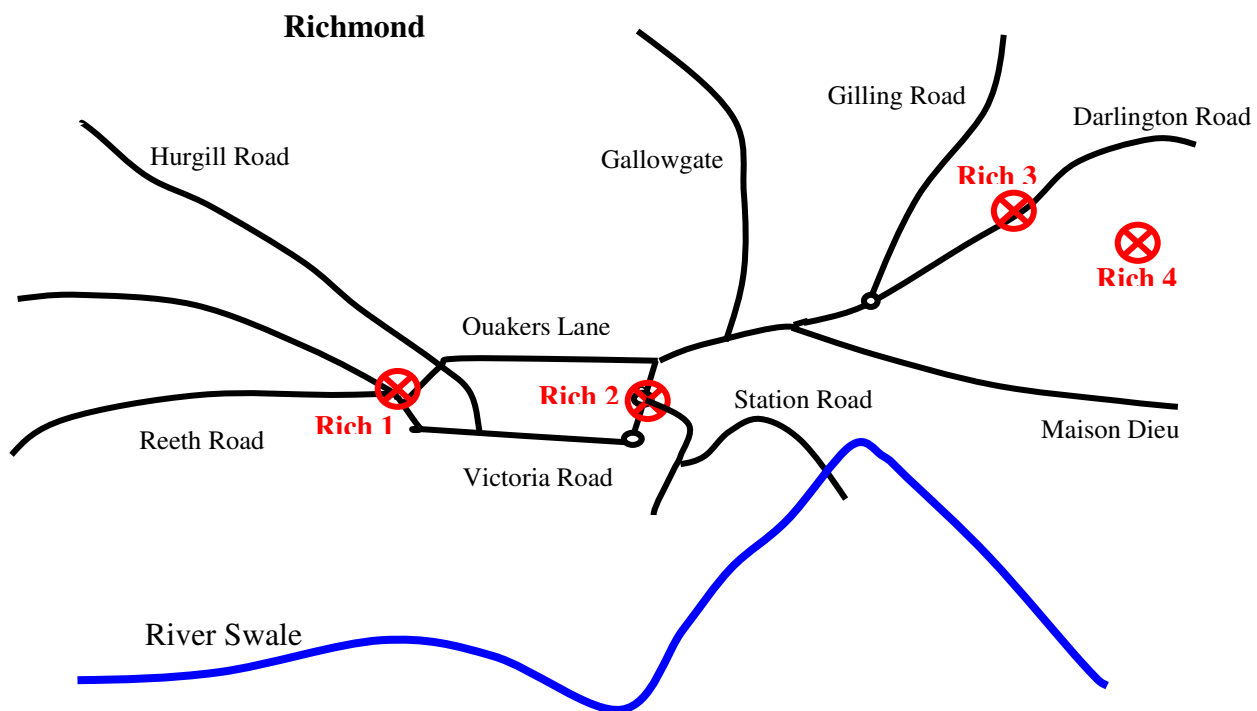 Richmond
Gilling Road
Darlington Road
Hurgill Road
Gallowgate
Rich 3
Rich 4
Quakers Lane
Rich 2
Station Road
Rich 1
Reeth Road
Maison Dieu
Victoria Road
River Swale